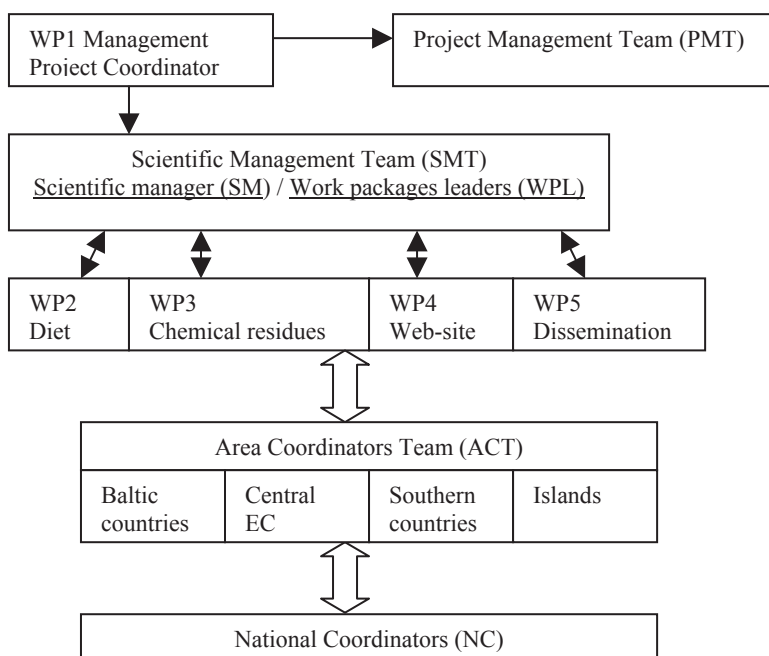 WP1 Management
Project Coordinator
Project Management Team (PMT)
Scientific Management Team (SMT)
Scientific manager (SM) / Work packages leaders (WPL)
WP2
Diet
WP3
Chemical residues
WP4
Web-site
WP5
Dissemination
Area Coordinators Team (ACT)
Baltic
countries
Central
EC
Southern
countries
Islands
National Coordinators (NC)